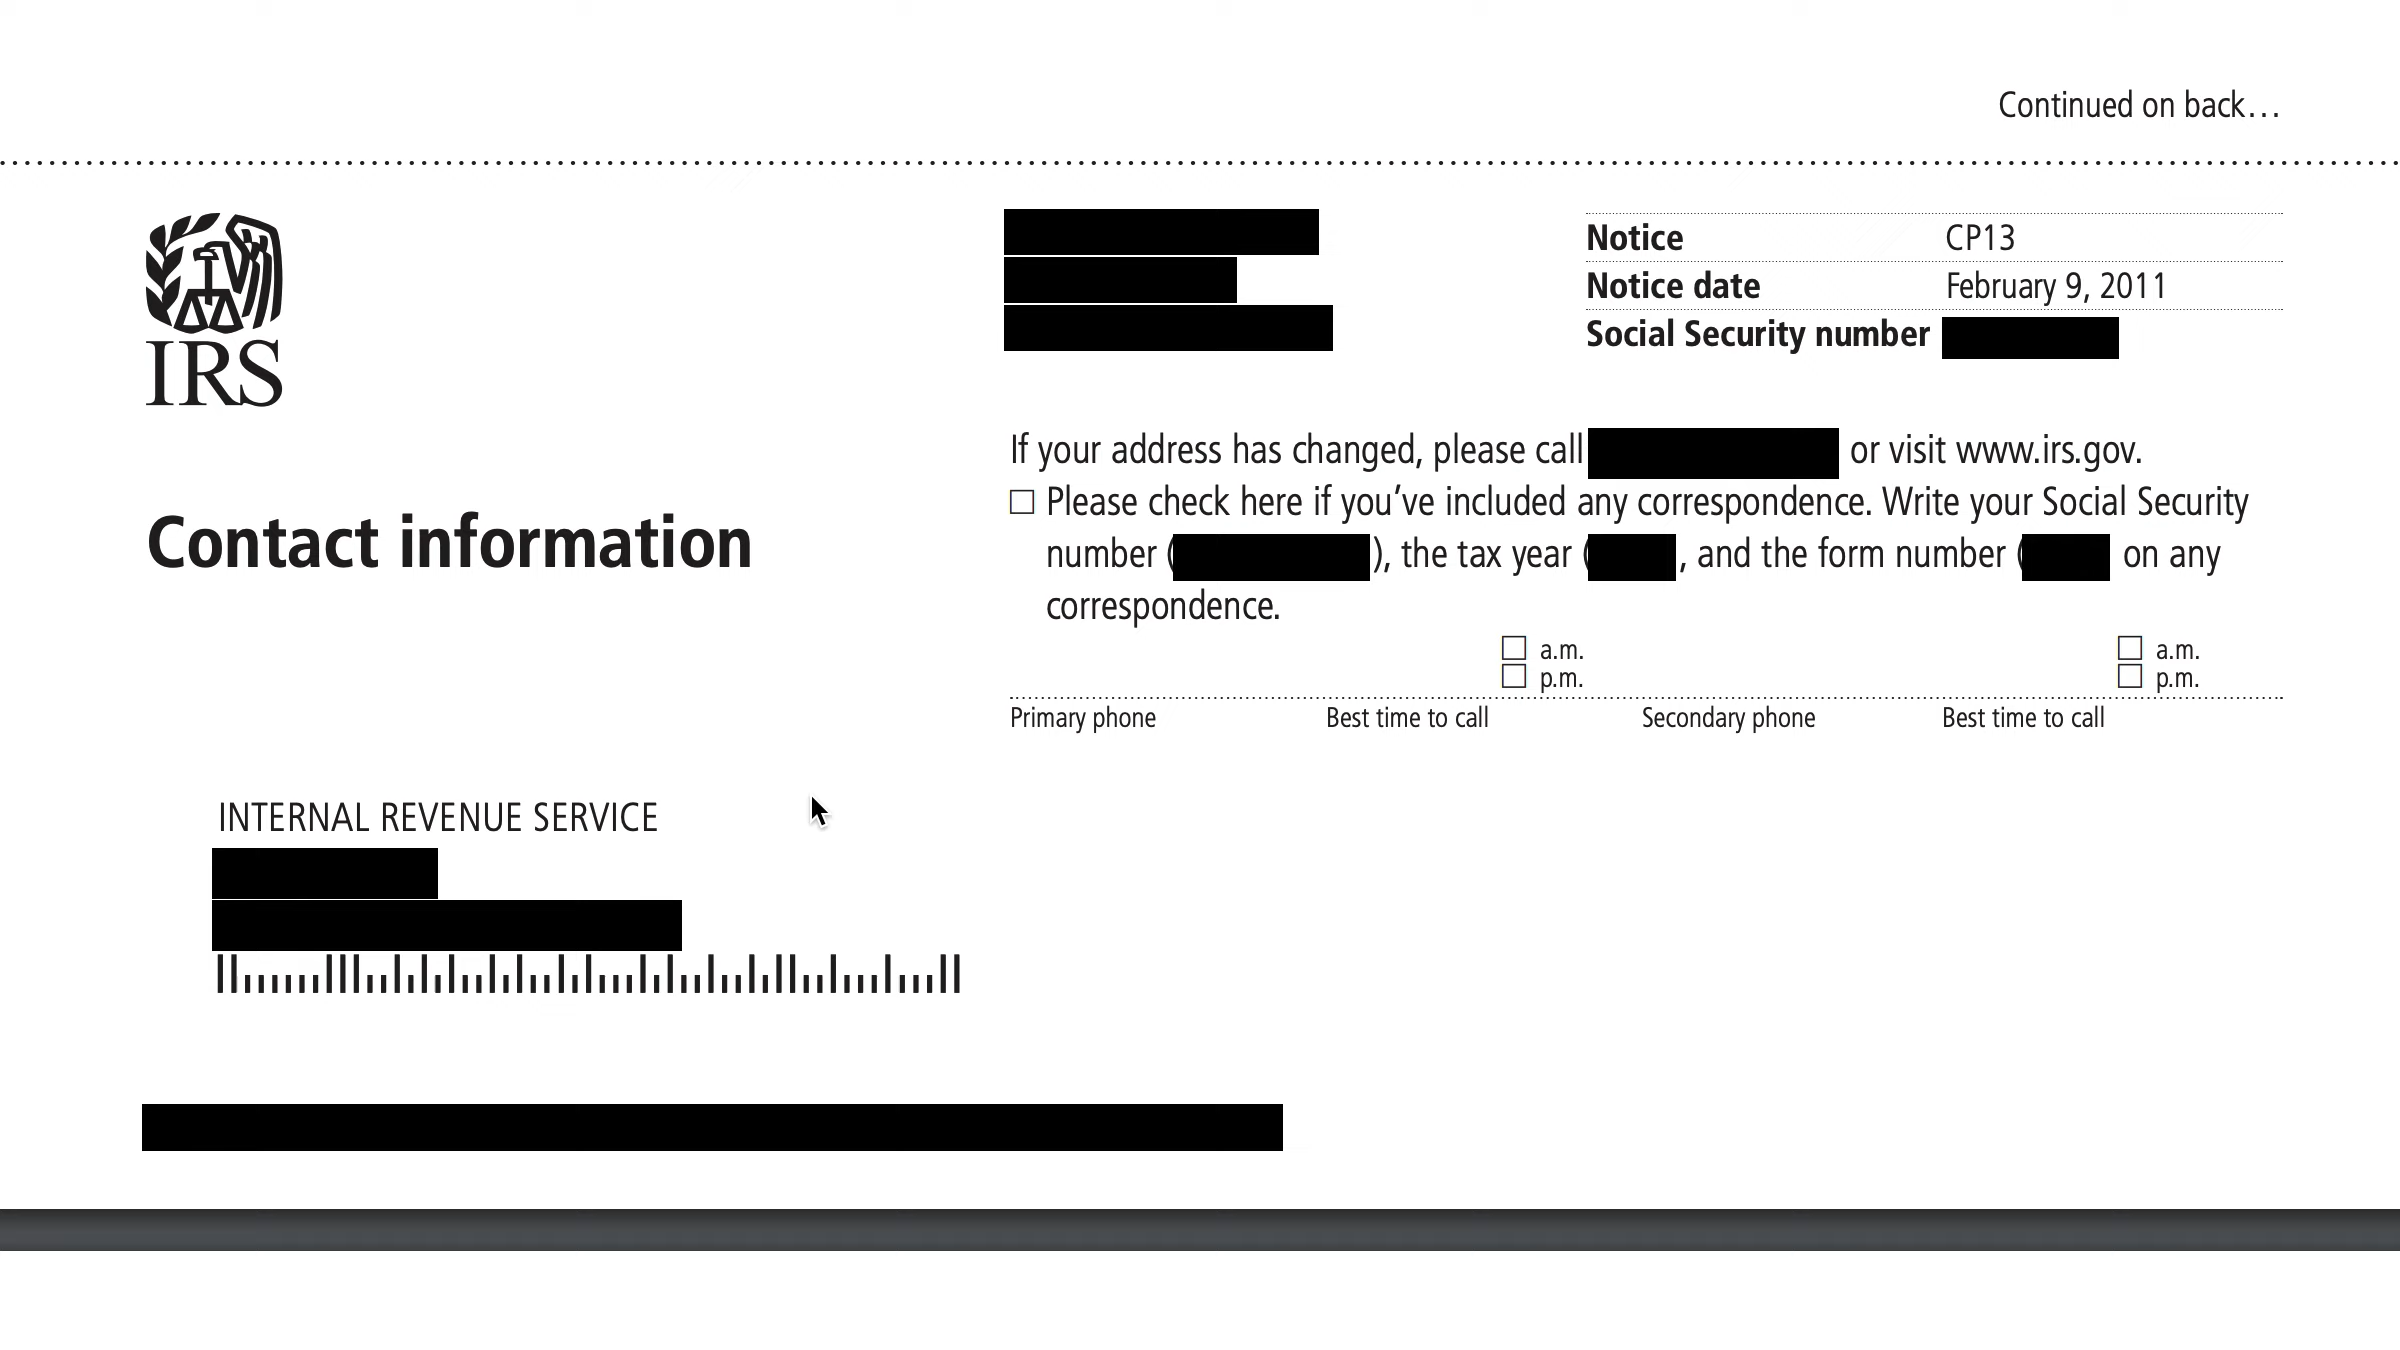 Continued on back…
IRS
Notice CP13
Notice date February 9, 2011
Social Security number
Contact information
If your address has changed, please call or visit www.irs.gov.
Please check here if you’ve included any correspondence. Write your Social Security
number ( ), the tax year ( , and the form number ( on any
correspondence.
a.m. a.m.
p.m. p.m.
Primary phone Best time to call Secondary phone Best time to call
INTERNAL REVENUE SERVICE